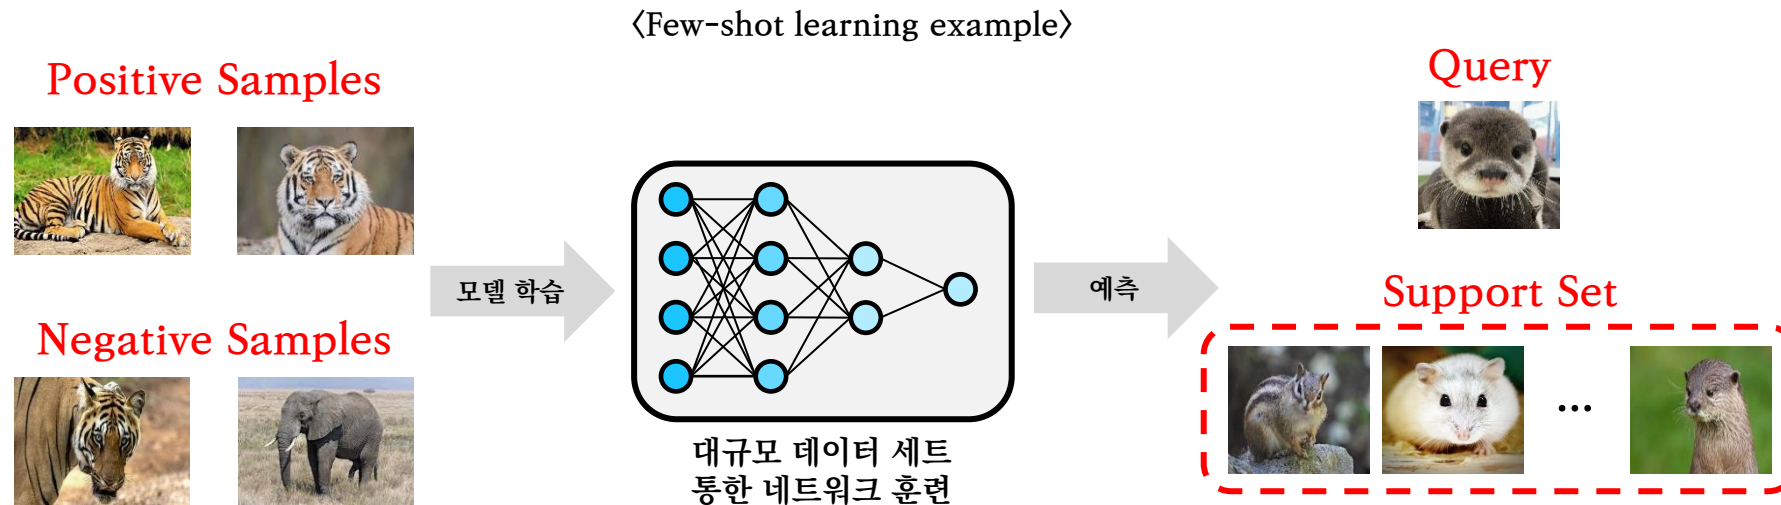 〈Few-shot learning example〉
Positive Samples
Negative Samples
모델 학습
대규모 데이터 세트
통한 네트워크 훈련
예측
Query
Support Set
...